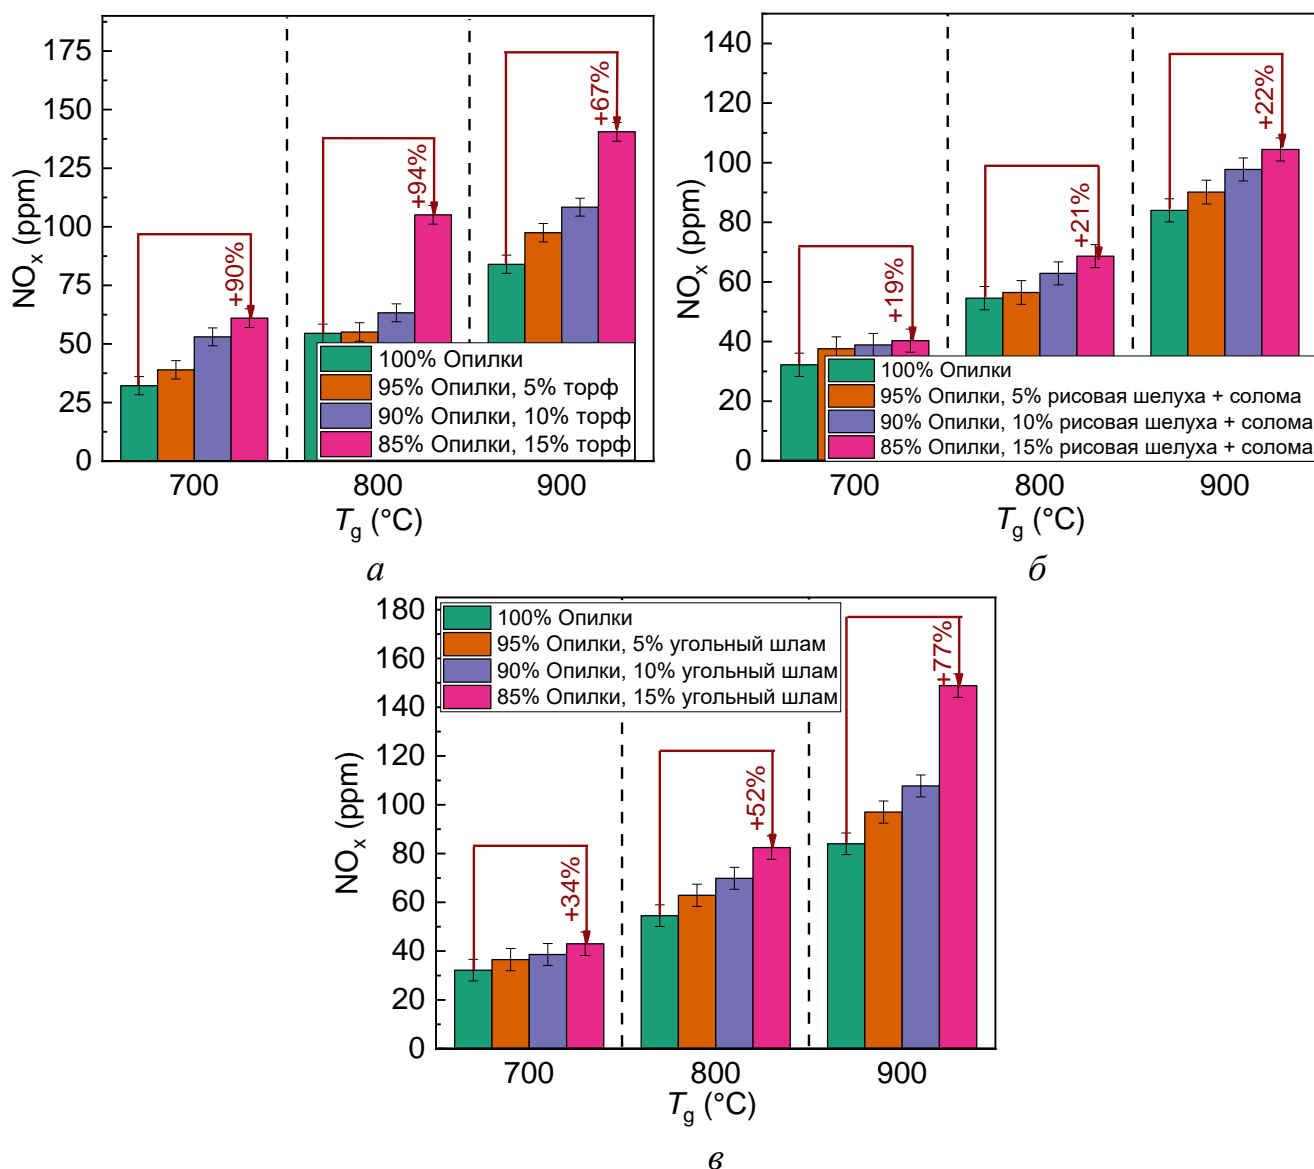 175
150
125
100
75
50
25
0
NOx (ppm)
+90%
+94%
+67%
100% Опилки
95% Опилки, 5% торф
90% Опилки, 10% торф
85% Опилки, 15% торф
700 800 900
Tg (°C)
а
140
120
100
80
60
40
20
0
NOx (ppm)
+19%
+21%
+22%
100% Опилки
95% Опилки, 5% рисовая шелуха + солома
90% Опилки, 10% рисовая шелуха + солома
85% Опилки, 15% рисовая шелуха + солома
700 800 900
Tg (°C)
б
180
160
140
120
100
80
60
40
20
0
NOx (ppm)
100% Опилки
95% Опилки, 5% угольный шлам
90% Опилки, 10% угольный шлам
85% Опилки, 15% угольный шлам
+34%
+52%
+77%
700 800 900
Tg (°C)
в